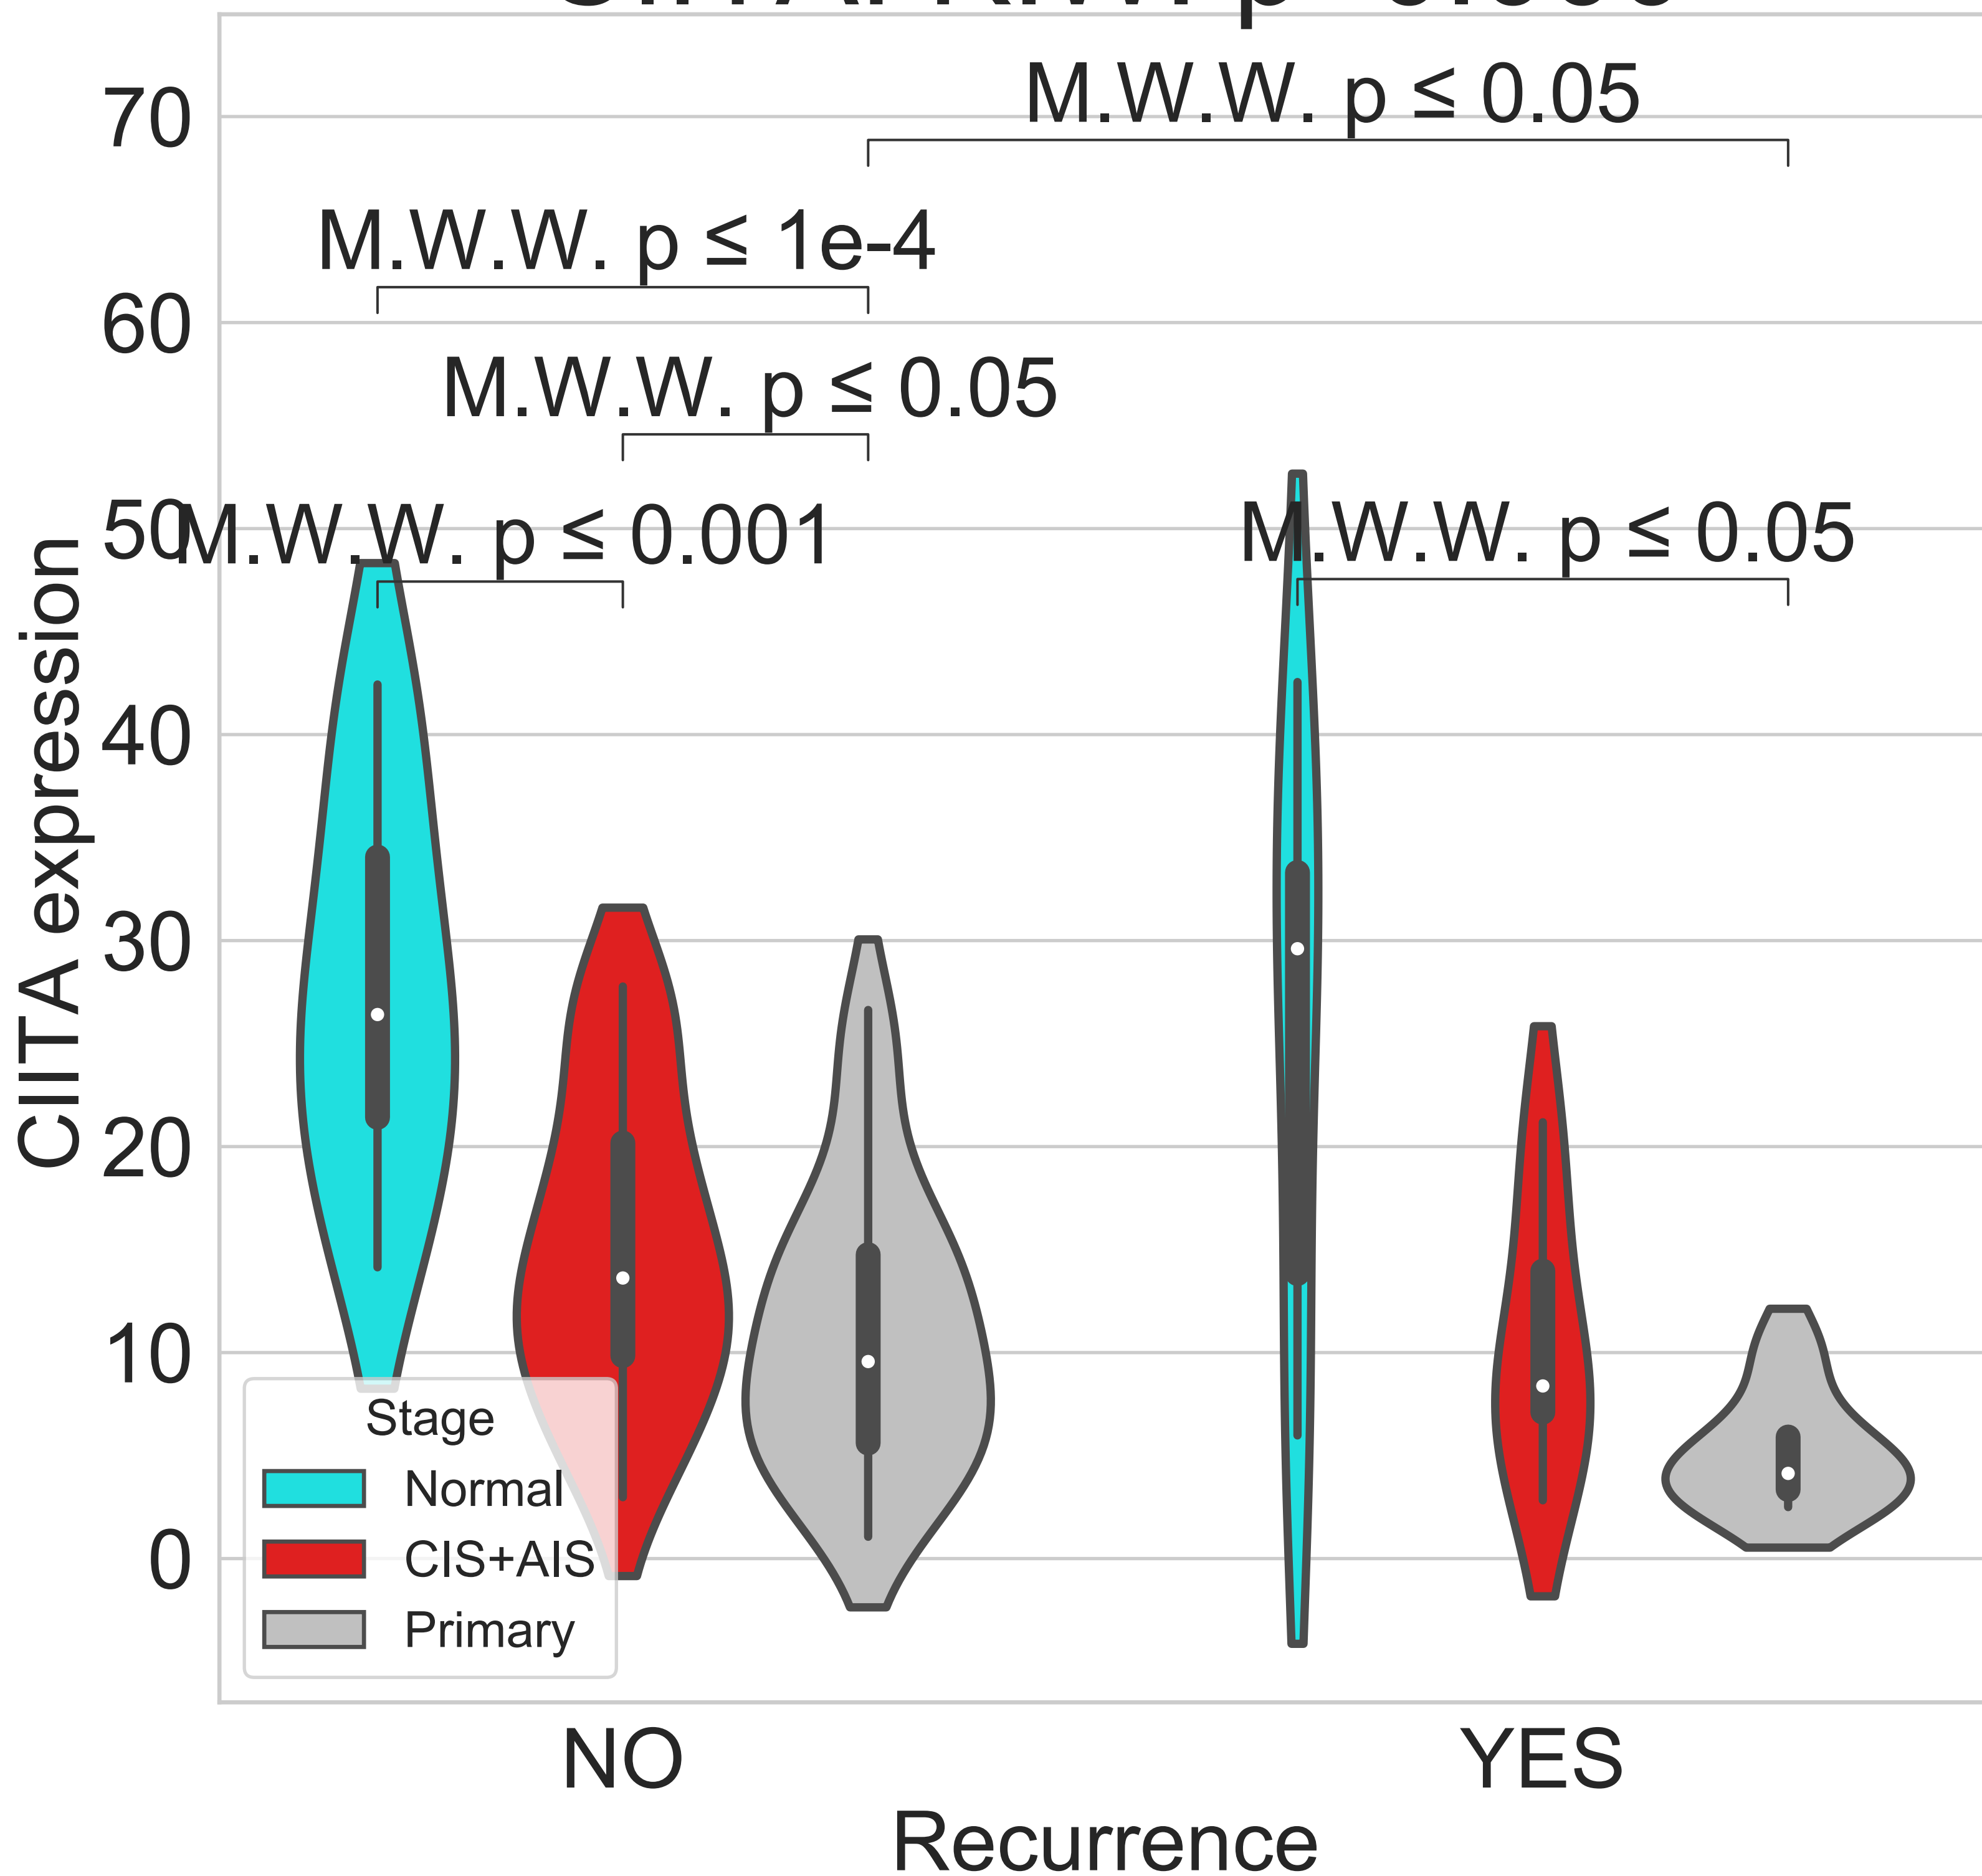 M.W.W. p ≤ 0.05
M.W.W. p ≤ 1e-4
M.W.W. p ≤ 0.05
M.W.W. p ≤ 0.001
M.W.W. p ≤ 0.05
CIITA expression
70
60
50
40
30
20
10
0
Stage
Normal
CIS+AIS
Primary
NO
YES
Recurrence